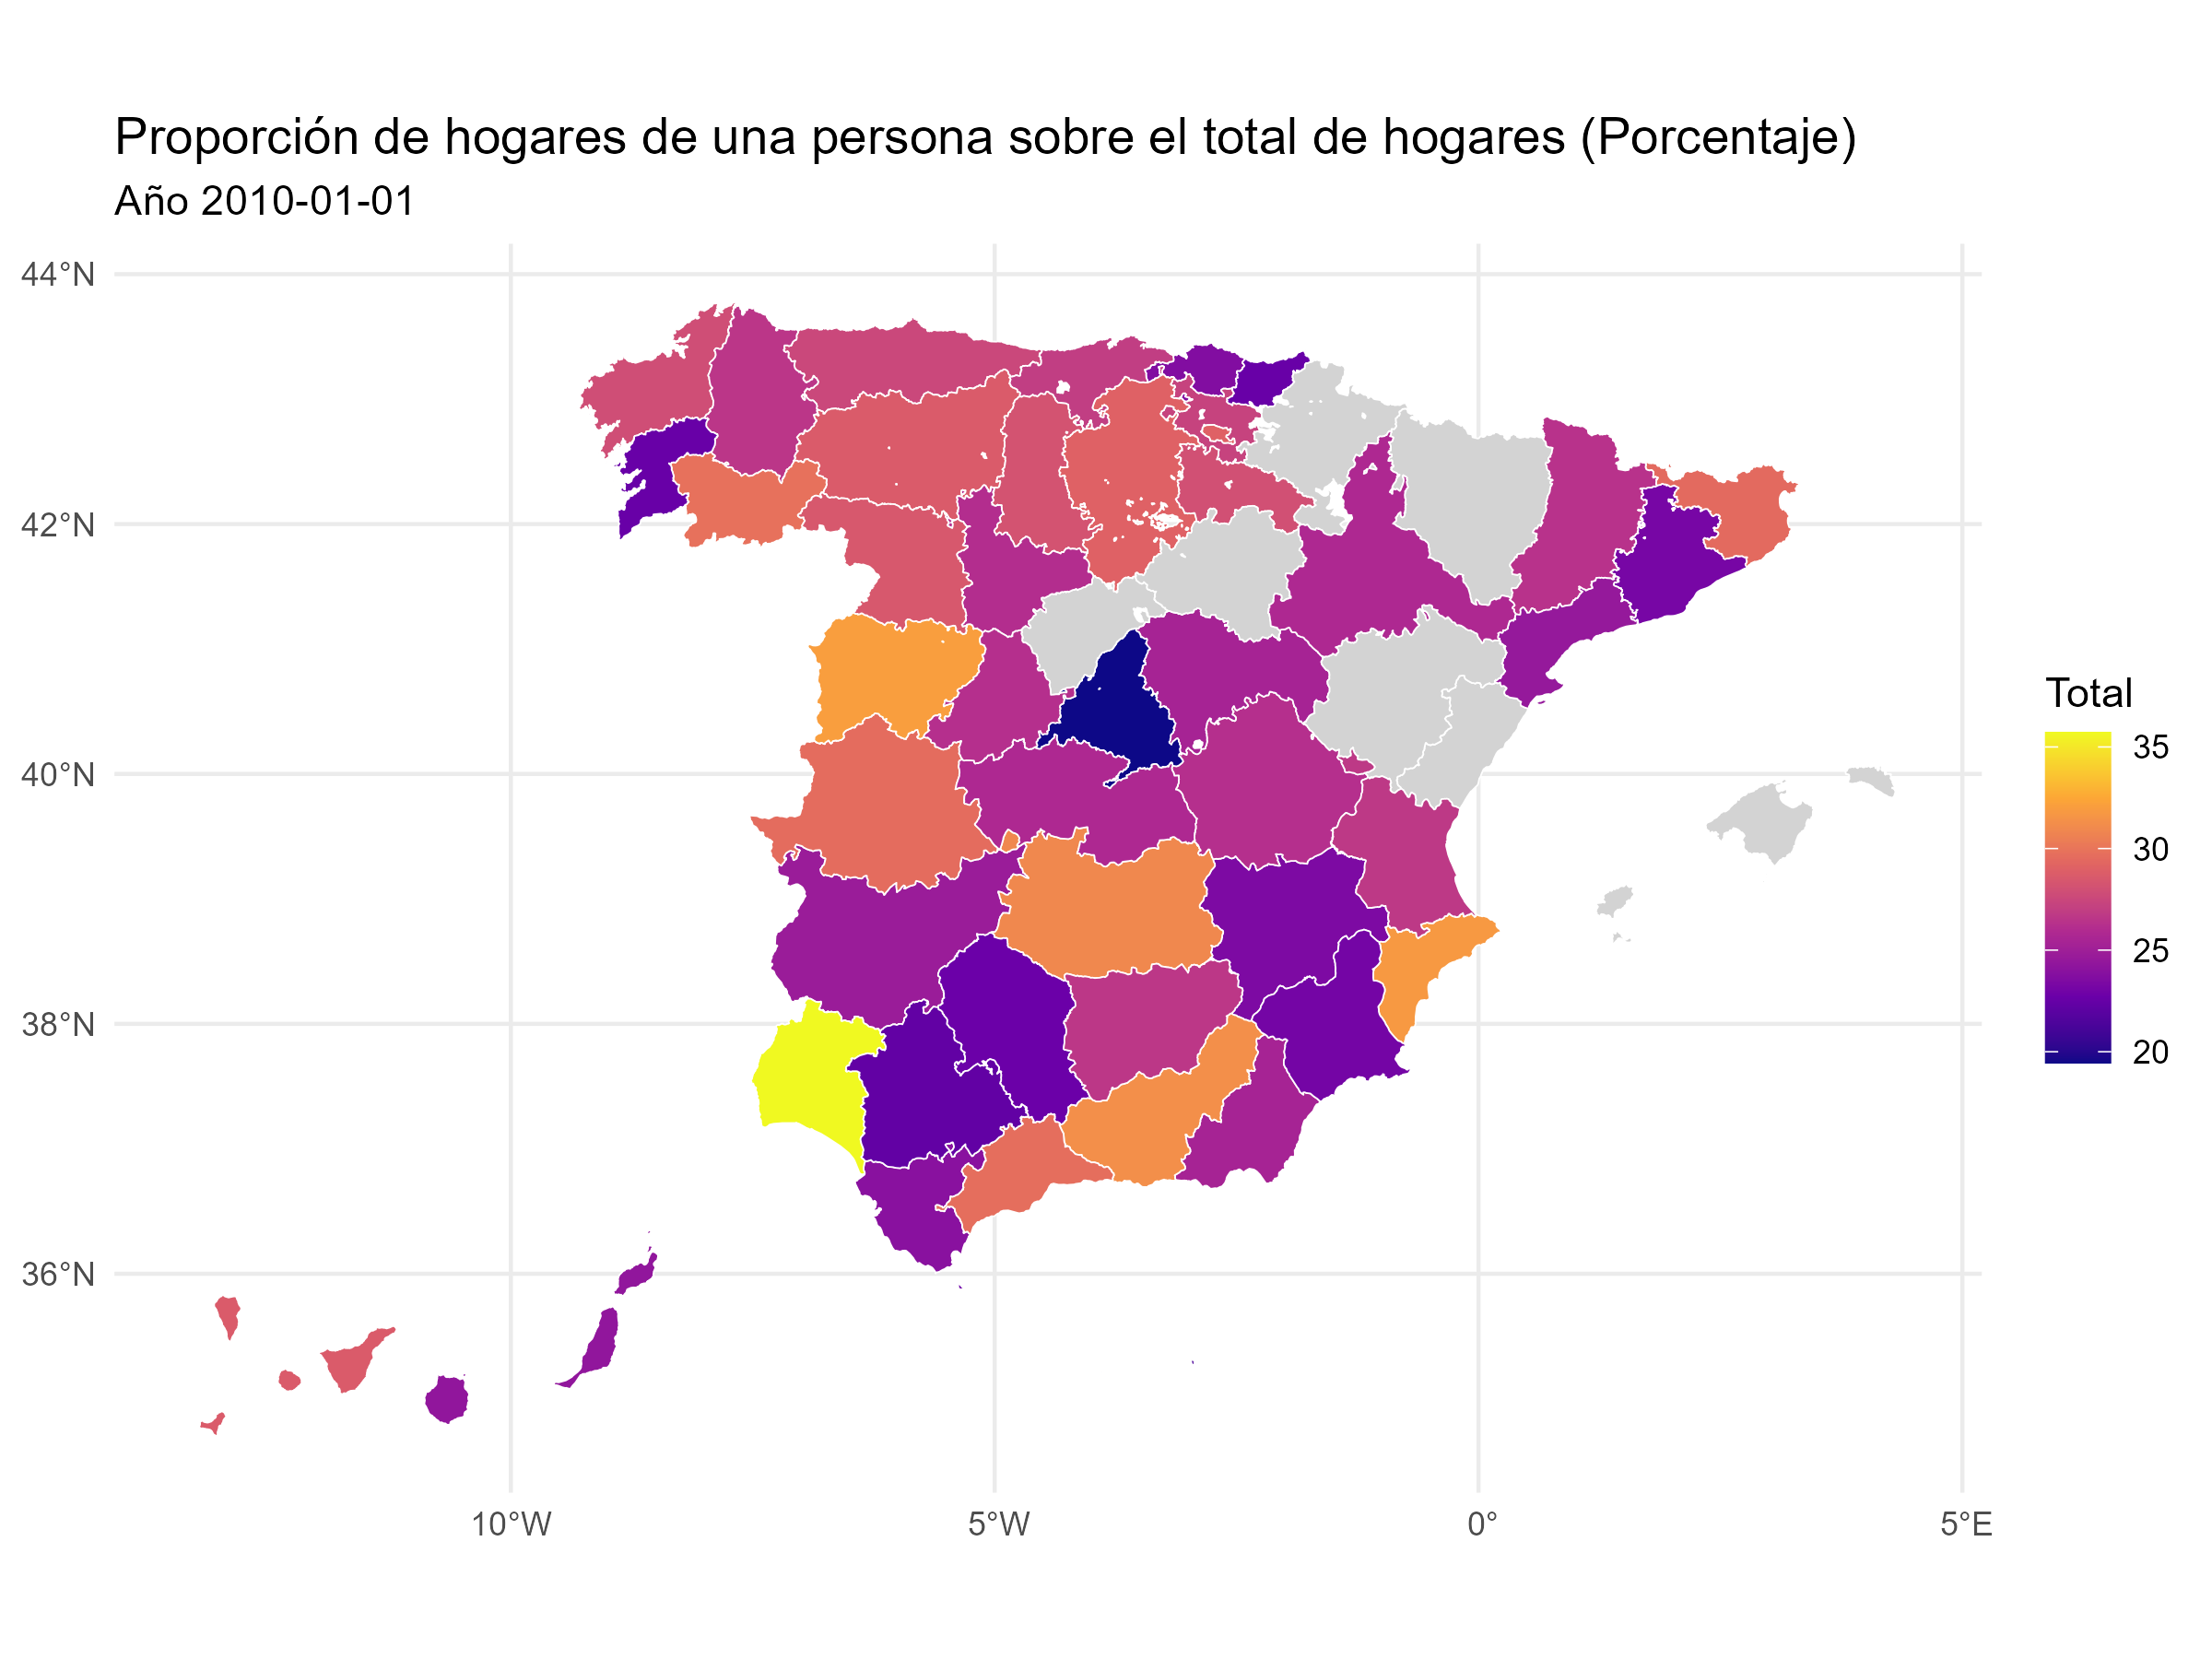 Proporción de hogares de una persona sobre el total de hogares (Porcentaje)
Año 2010-01-01
44°N
42°N
40°N
38°N
36°N
10°W
5°W
0°
5°E
Total
35
30
25
20